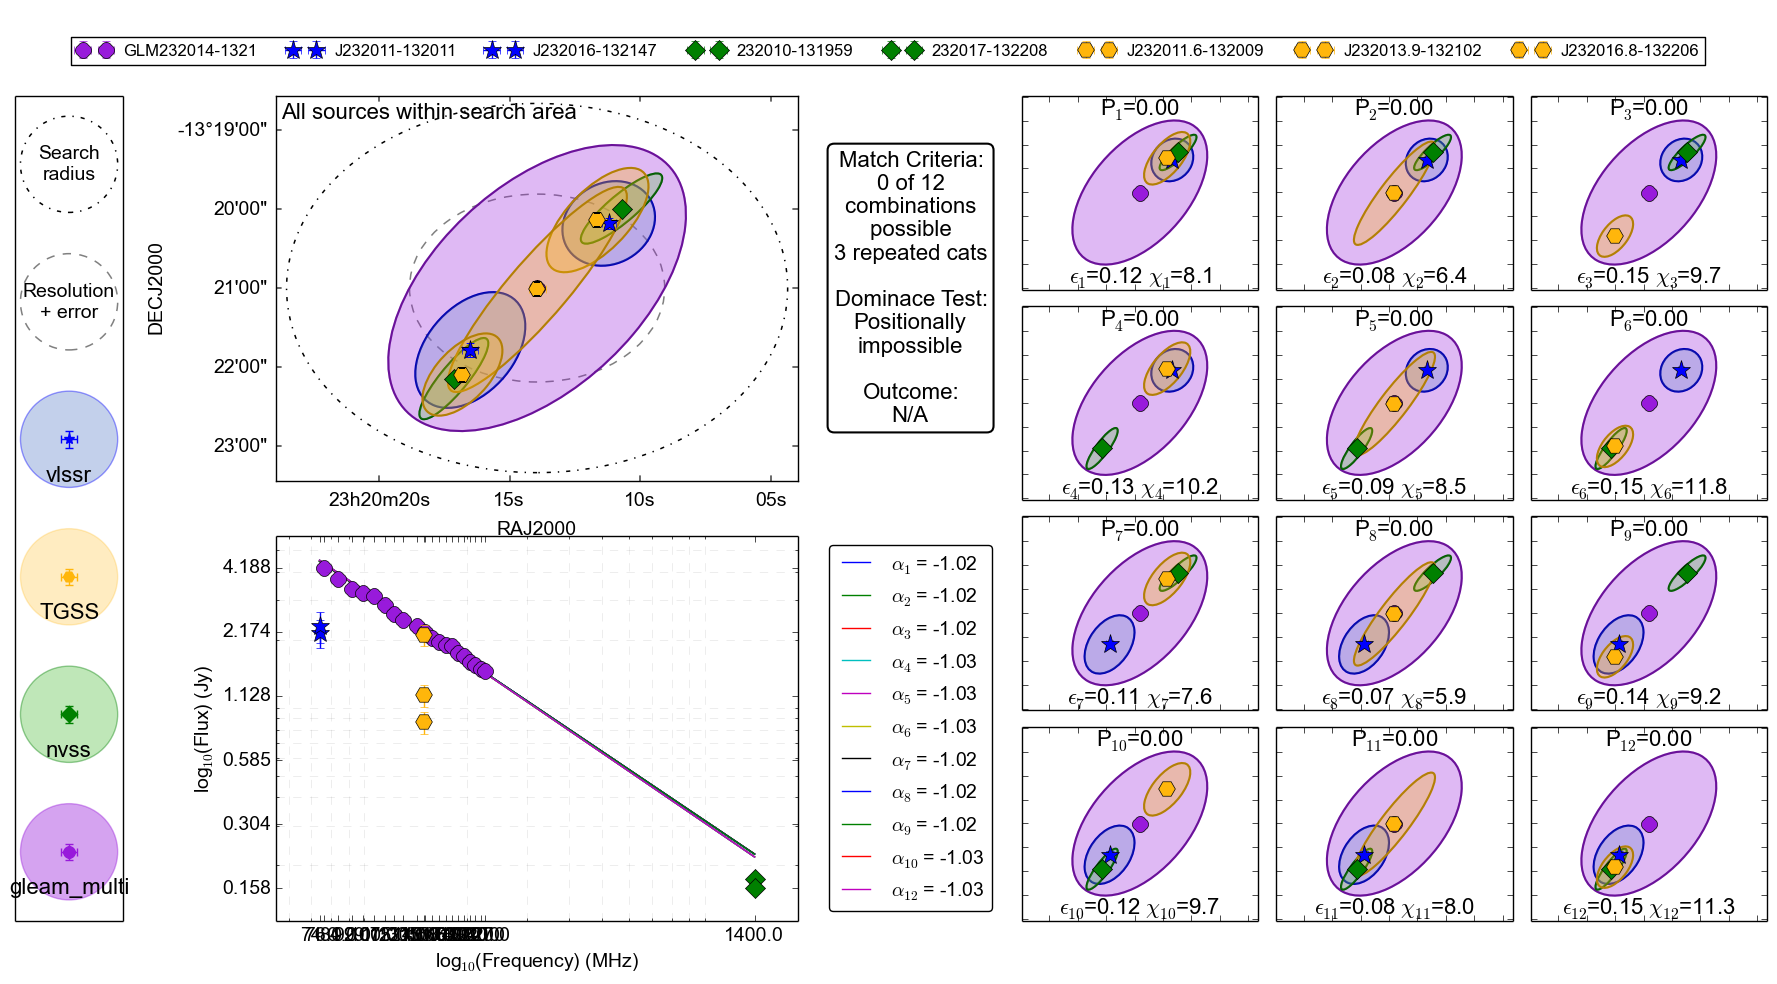 GLM232014-1321 J232011-132011 J232016-132147 232010-131959 232017-132208 J232011.6-132009 J232013.9-132102 J232016.8-132206
Search
radius
Resolution
+ error
vlssr
TGSS
nvss
gleam_multi
All sources within search area
DECJ2000
-13°19'00"
20'00"
21'00"
22'00"
23'00"
23h20m20s 15s 10s 05s
RAJ2000
log10(Flux) (Jy)
4.188
2.174
1.128
0.585
0.304
0.158
1400.0
log10(Frequency) (MHz)
Match Criteria:
0 of 12
combinations
possible
3 repeated cats
Dominace Test:
Positionally
impossible
Outcome:
N/A
α1 = -1.02
α2 = -1.02
α3 = -1.02
α4 = -1.03
α5 = -1.03
α6 = -1.03
α7 = -1.02
α8 = -1.02
α9 = -1.02
α10 = -1.03
α12 = -1.03
P1=0.00
ϵ1=0.12 χ1=8.1
P2=0.00
ϵ2=0.08 χ2=6.4
P3=0.00
ϵ3=0.15 χ3=9.7
P4=0.00
ϵ4=0.13 χ4=10.2
P5=0.00
ϵ5=0.09 χ5=8.5
P6=0.00
ϵ6=0.15 χ6=11.8
P7=0.00
ϵ7=0.11 χ7=7.6
P8=0.00
ϵ8=0.07 χ8=5.9
P9=0.00
ϵ9=0.14 χ9=9.2
P10=0.00
ϵ10=0.12 χ10=9.7
P11=0.00
ϵ11=0.08 χ11=8.0
P12=0.00
ϵ12=0.15 χ12=11.3